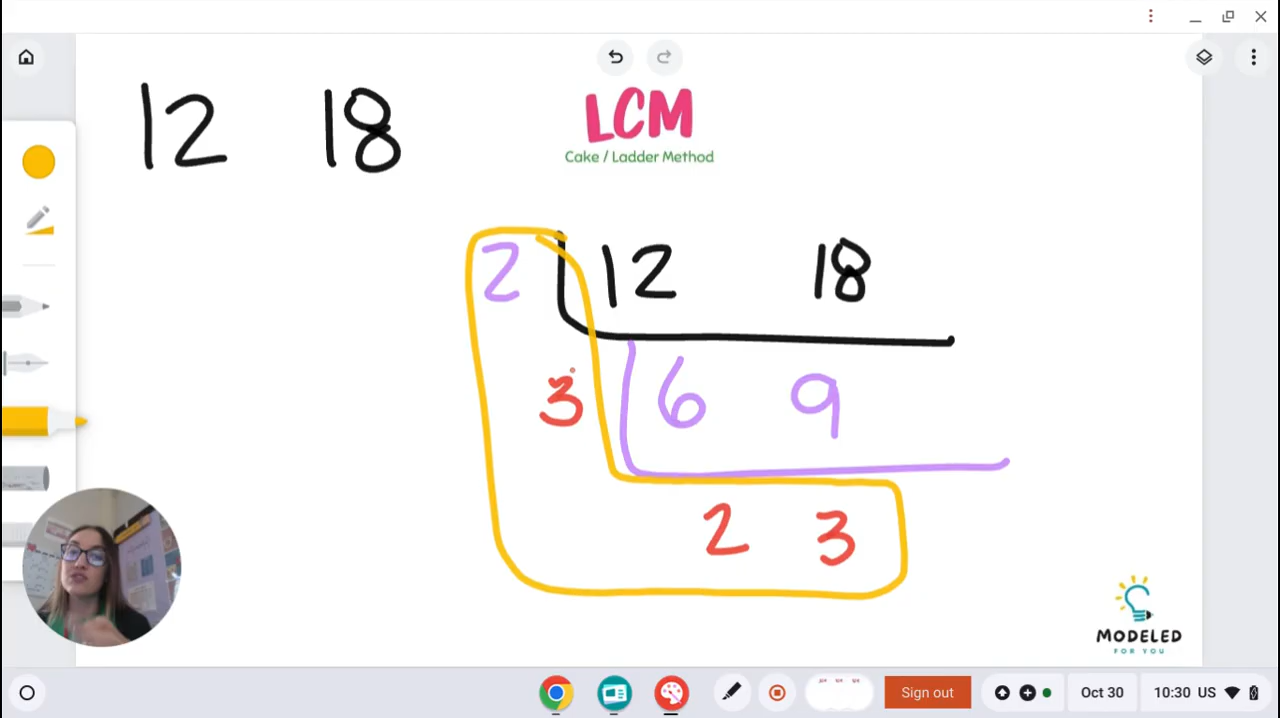 12 18
LCM
Cake / Ladder Method
2 12 18
3 6 9
2 3
MODELED
FOR YOU
Sign out
Oct 30
10:30 US